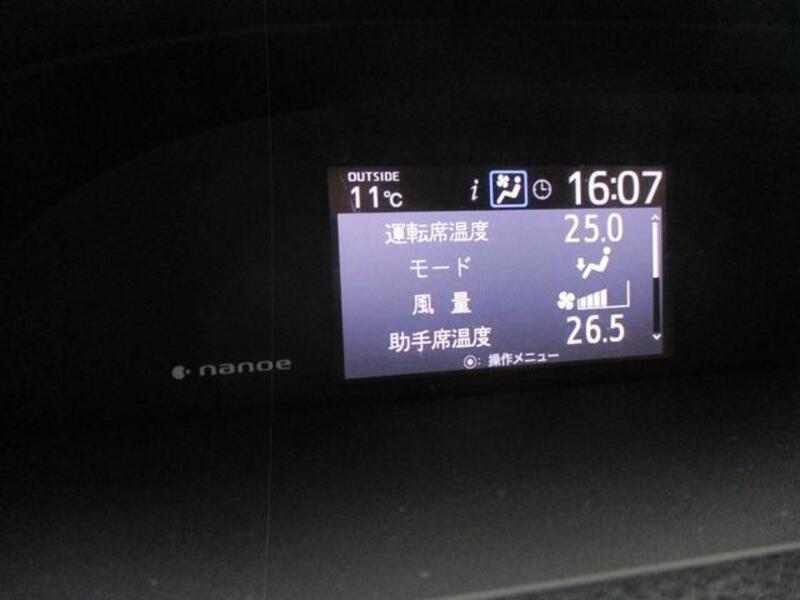 OUTSIDE
11℃ i 16:07
運転席温度 25.0
モード
風 量
助手席温度 26.5
: 操作メニュー
nanoe